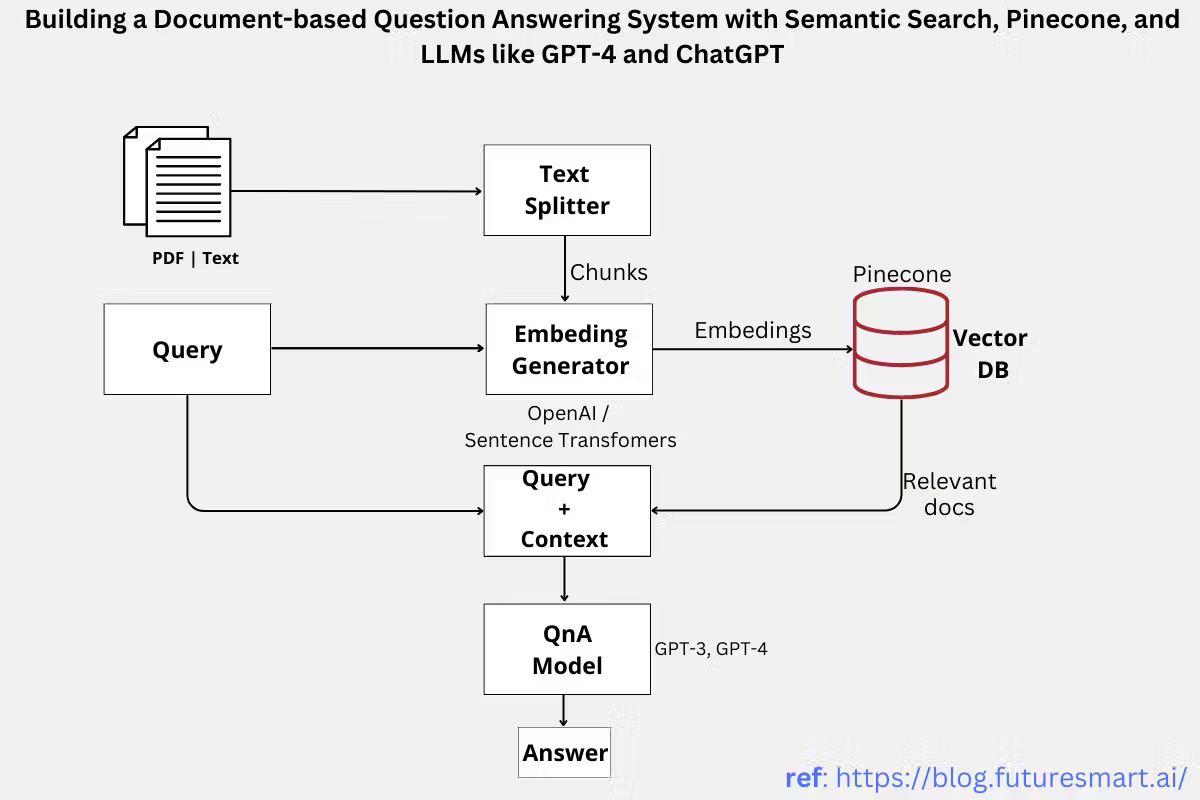 Building a Document-based Question Answering System with Semantic Search, Pinecone, and
LLMs like GPT-4 and ChatGPT
PDF | Text
Text
Splitter
Chunks
Query
Embeding
Generator
OpenAI /
Sentence Transfomers
Embedings
Pinecone
Vector
DB
Relevant
docs
Query
+
Context
QnA
Model
GPT-3, GPT-4
Answer
ref: https://blog.futuresmart.ai/